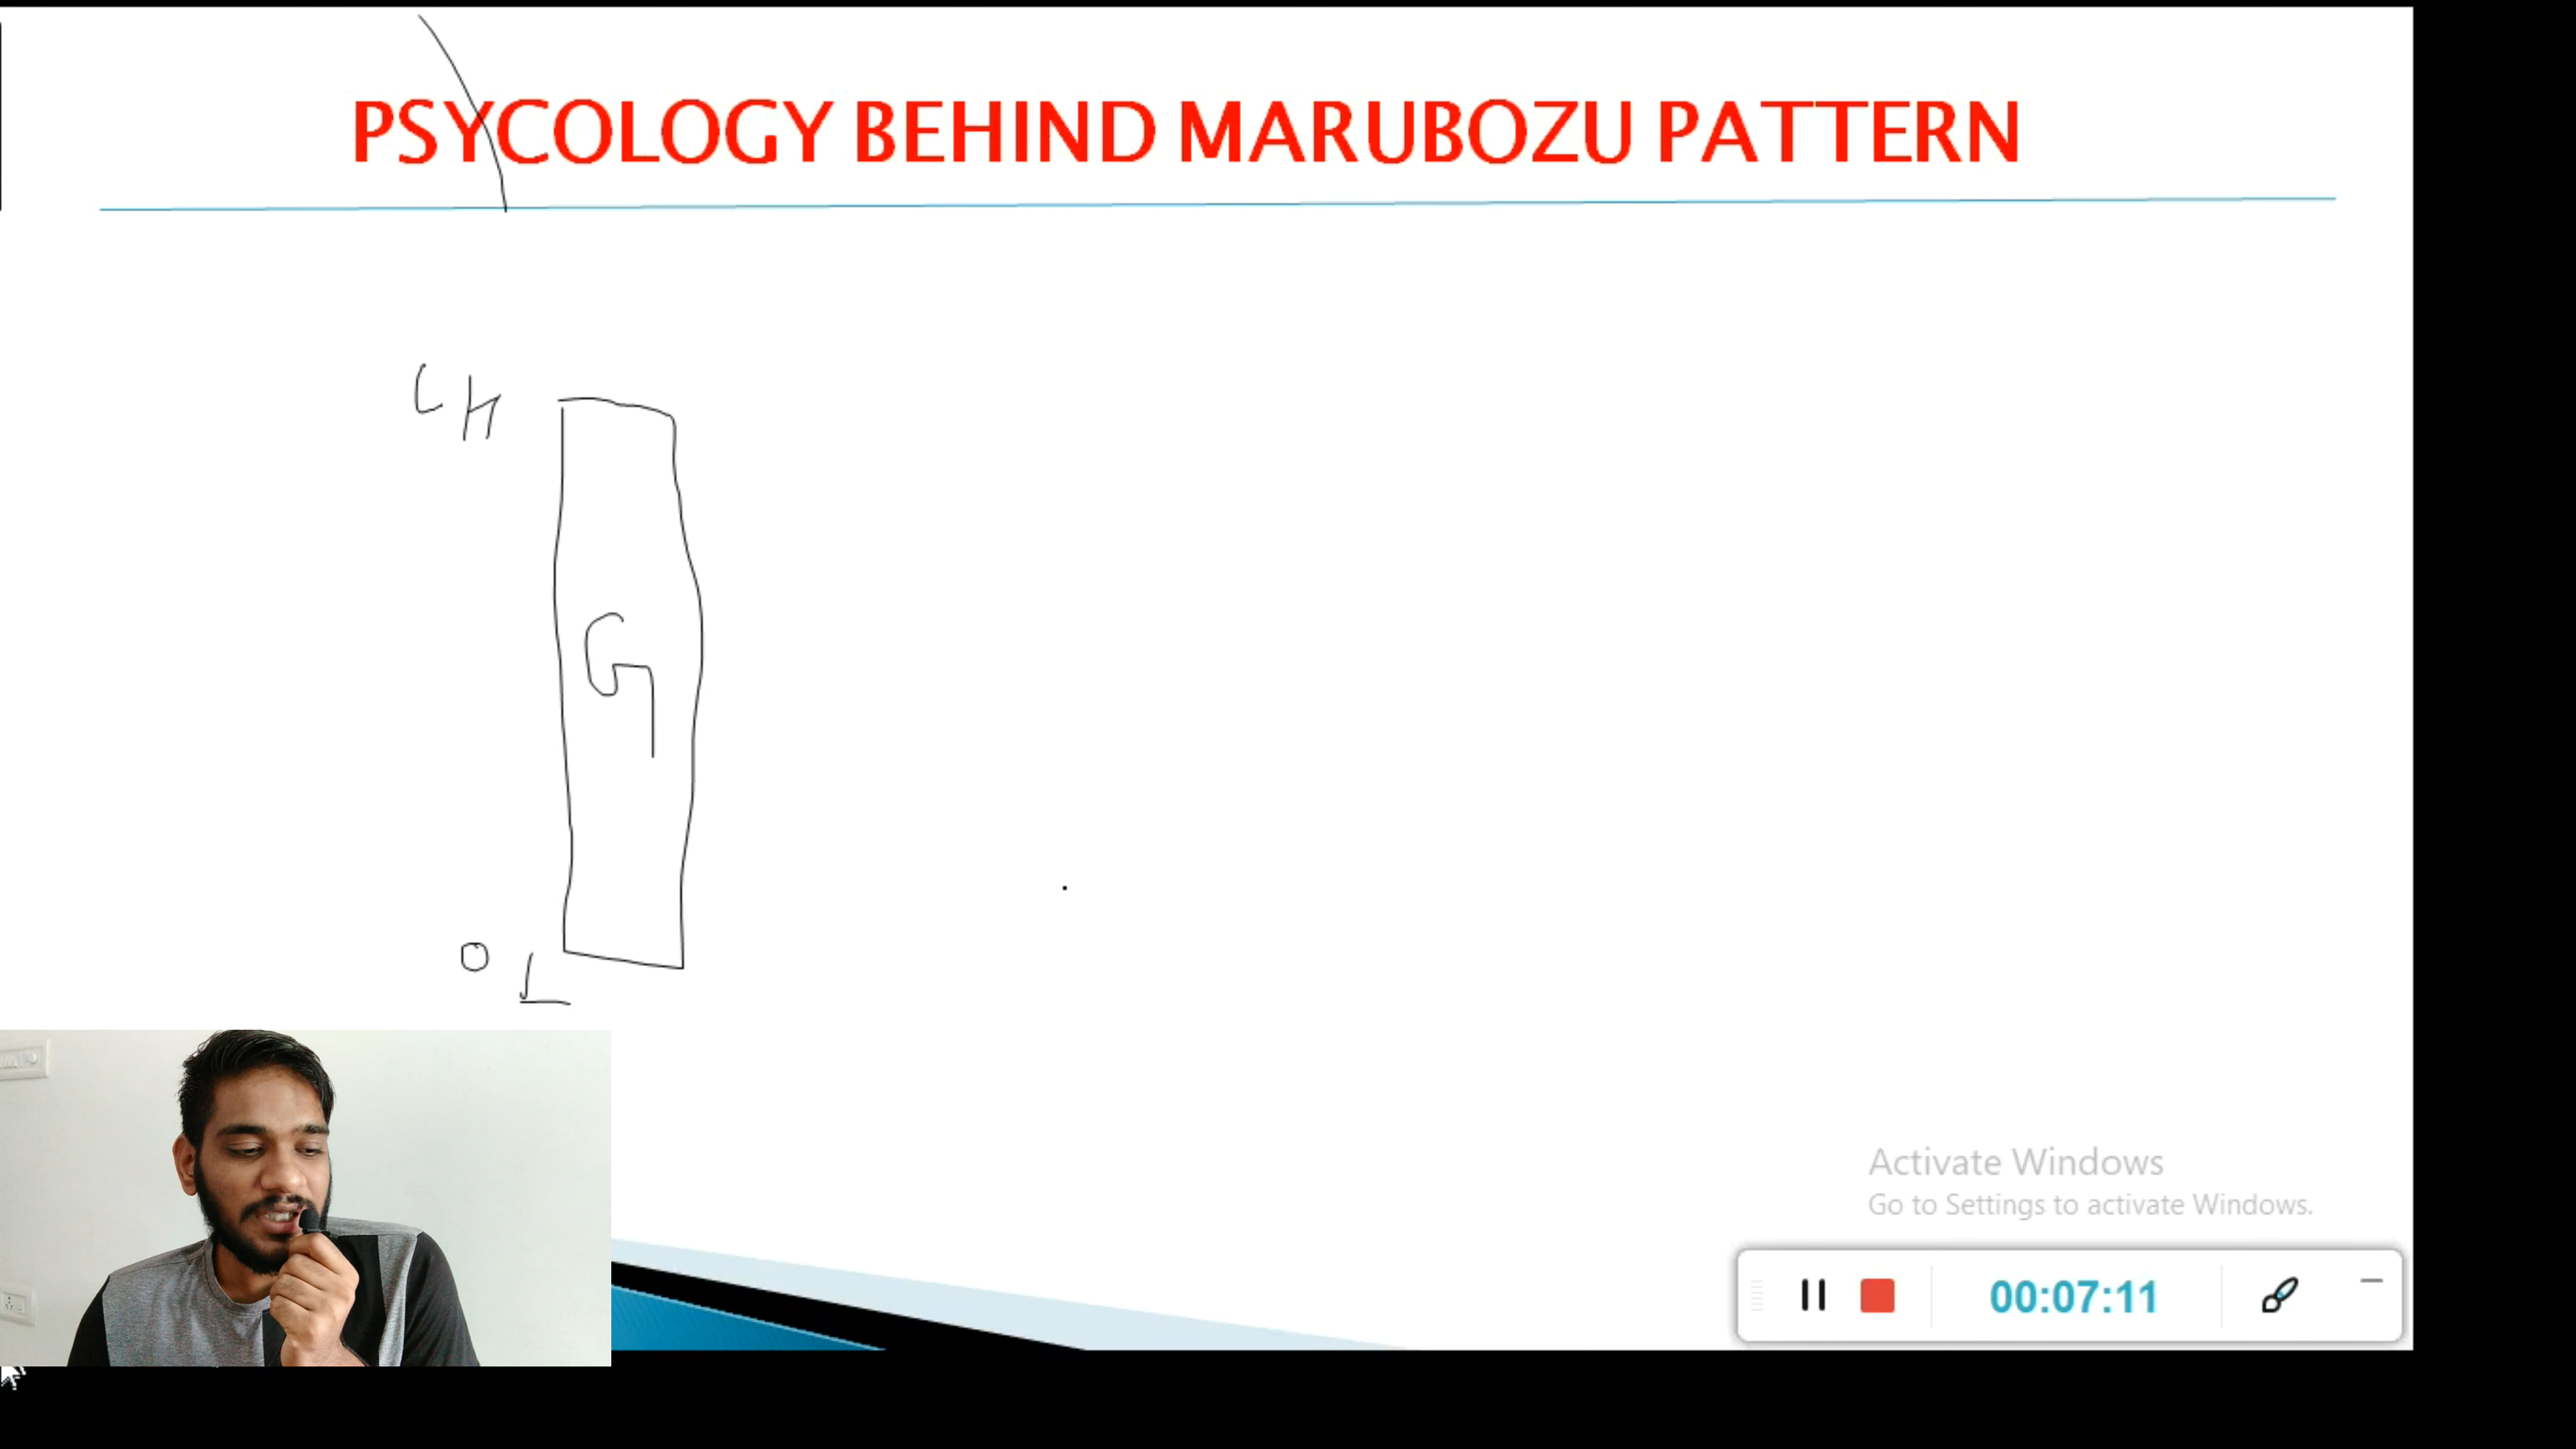 PSYCOLOGY BEHIND MARUBOZU PATTERN
C H
G
O L
Activate Windows
Go to Settings to activate Windows.
00:07:11